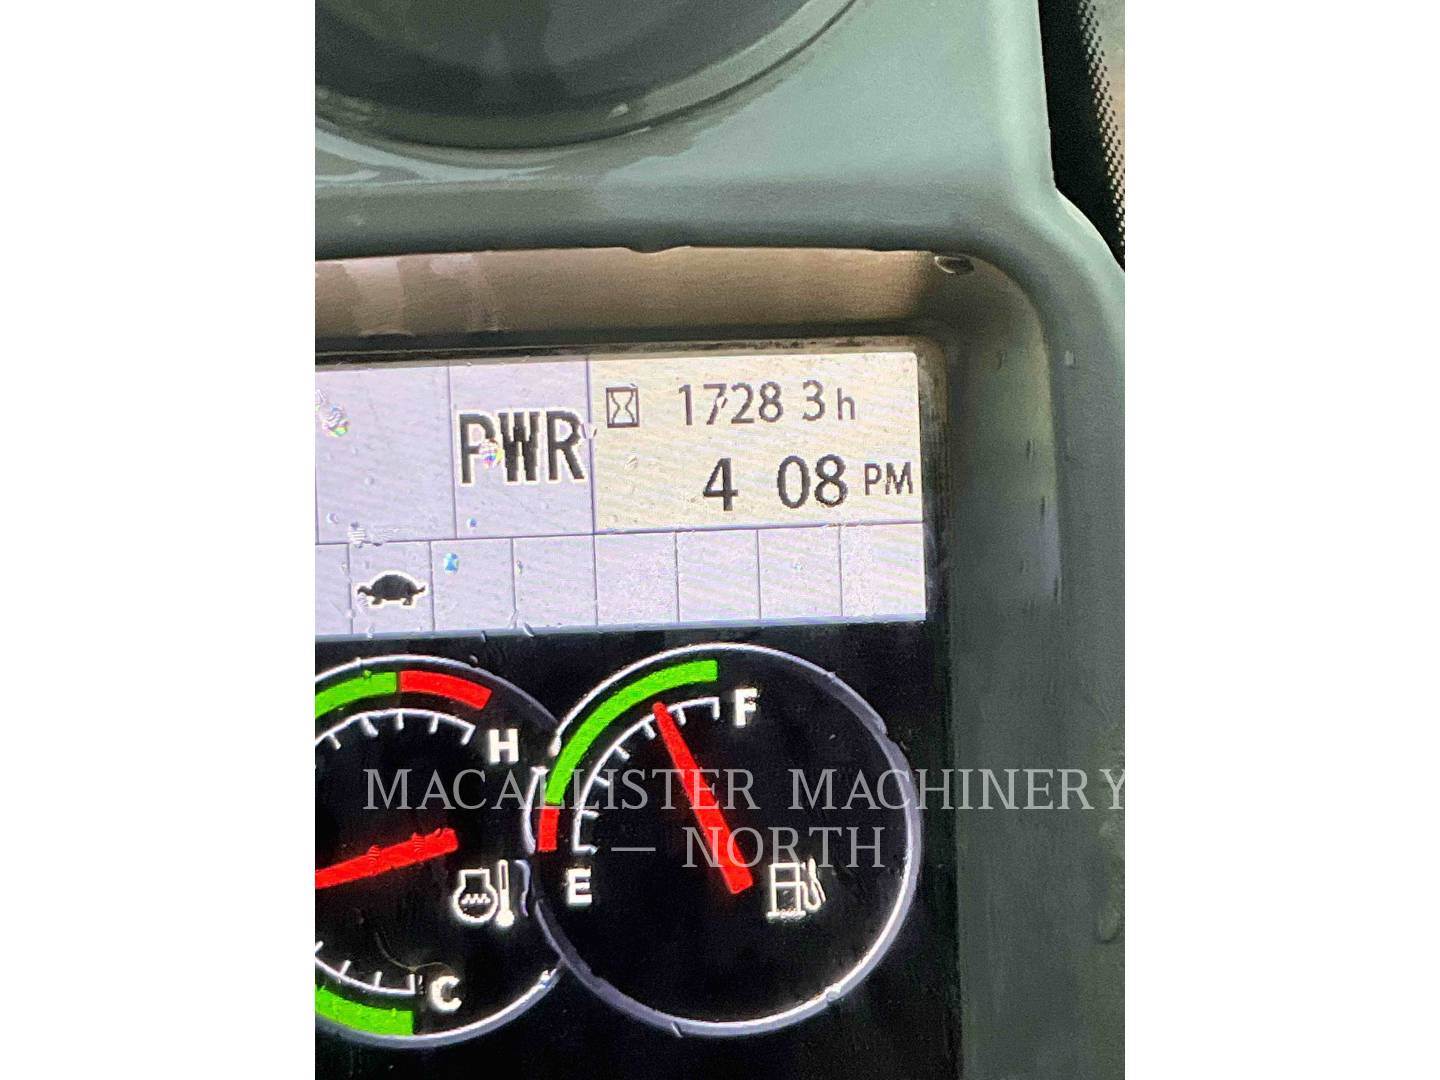 1728 3 h
PWR
4 08 PM
F
H
MACALLISTER MACHINERY
— NORTH
E
C